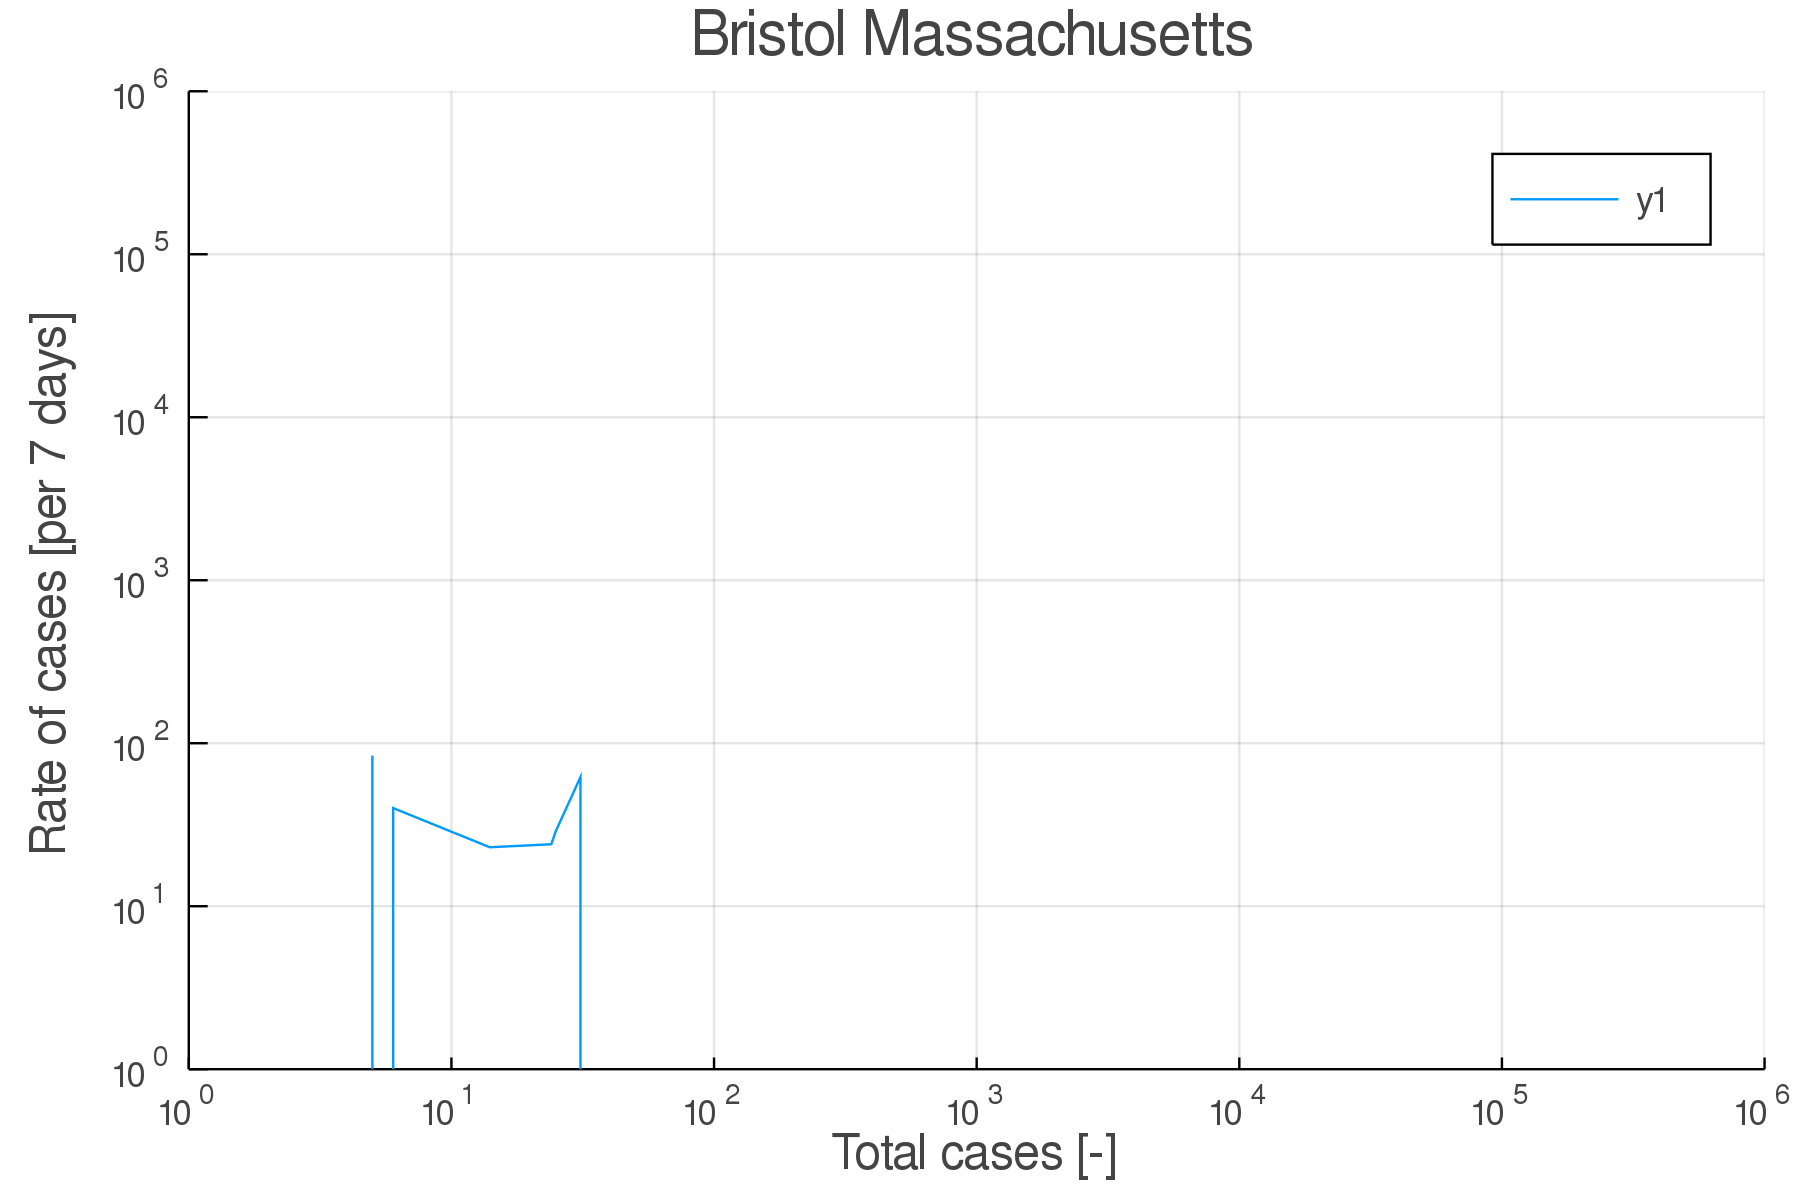 Bristol Massachusetts
10^6
10^5
10^4
10^3
10^2
10^1
10^0
Rate of cases [per 7 days]
y1
10^0 10^1 10^2 10^3 10^4 10^5 10^6
Total cases [-]